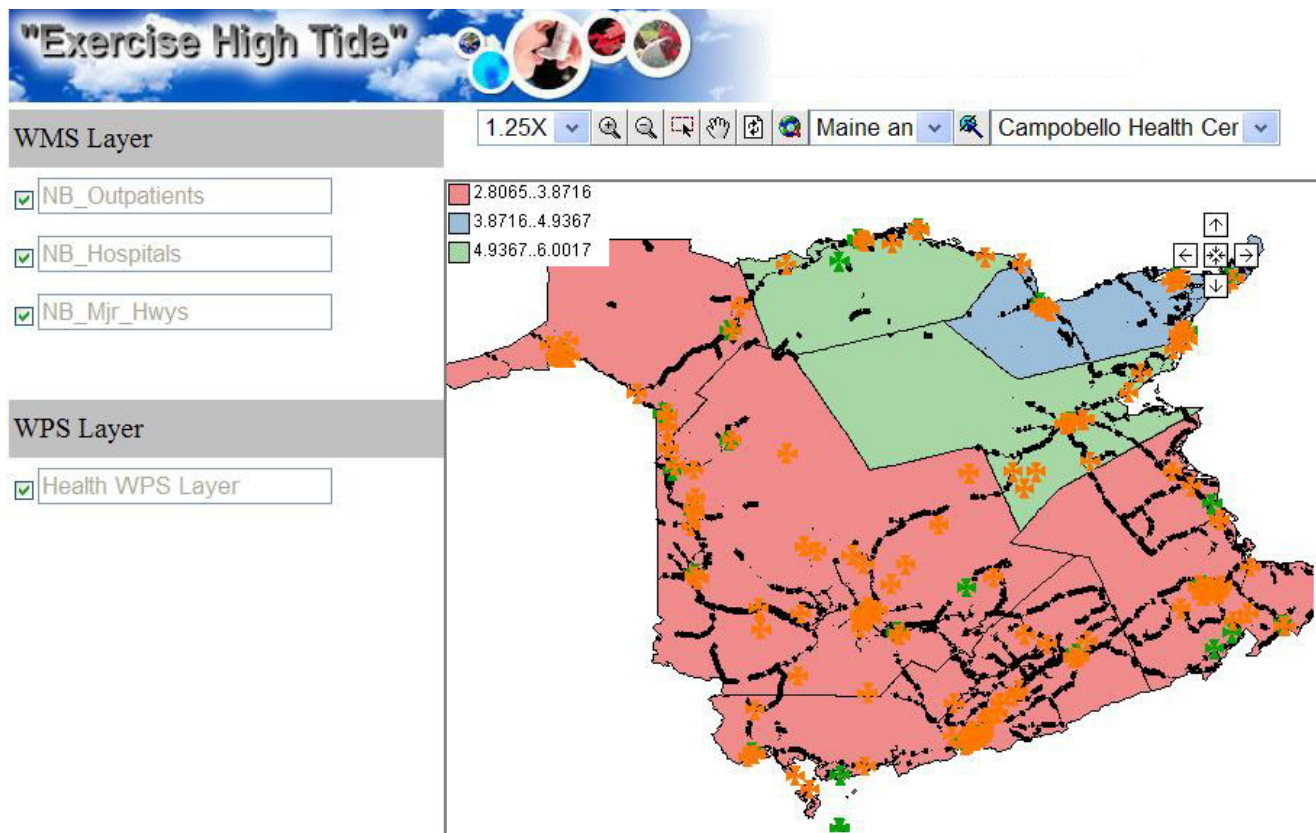 "Exercise High Tide"
WMS Layer
1.25X
Maine an
Campobello Health Cer
NB_Outpatients
NB_Hospitals
NB_Mjr_Hwys
WPS Layer
Health WPS Layer
2.8065..3.8716
3.8716..4.9367
4.9367..6.0017